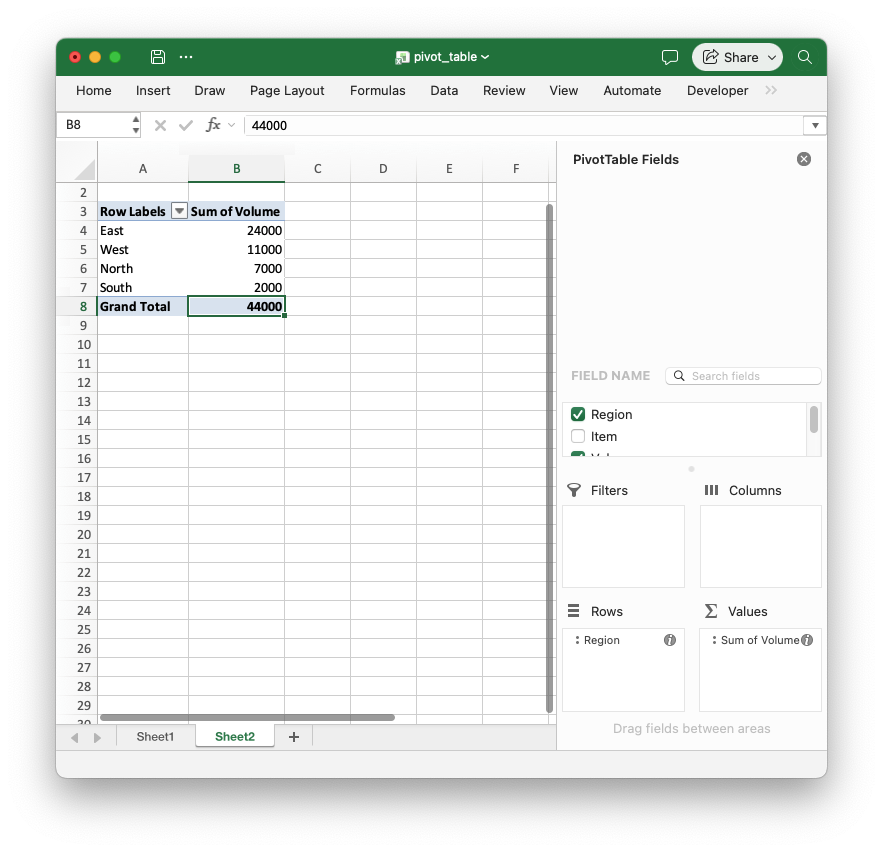 pivot_table
Share
Home Insert Draw Page Layout Formulas Data Review View Automate Developer
B8 fx 44000
A B C D E F
PivotTable Fields
2
3 Row Labels Sum of Volume
4 East 24000
5 West 11000
6 North 7000
7 South 2000
8 Grand Total 44000
9
10
11
12
13
14
15
16
17
18
19
20
21
22
23
24
25
26
27
28
29
FIELD NAME Search fields
Region
Item
Filters Columns
Rows Values
Region Sum of Volume
Drag fields between areas
Sheet1 Sheet2 +